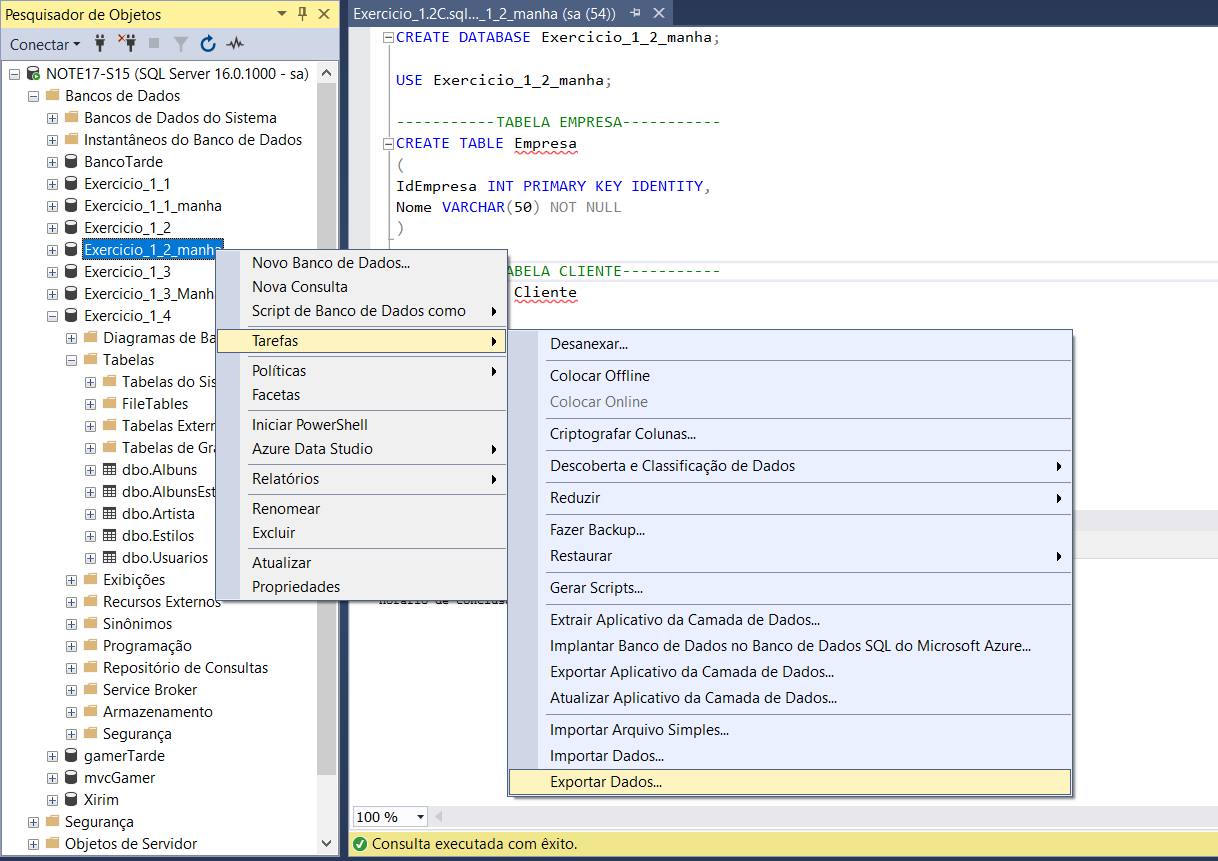 Pesquisador de Objetos
Conectar
NOTE17-S15 (SQL Server 16.0.1000 - sa)
Bancos de Dados
Bancos de Dados do Sistema
Instantâneos do Banco de Dados
BancoTarde
Exercicio_1_1
Exercicio_1_1_manha
Exercicio_1_2
Exercicio_1_2_manha
Exercicio_1_3
Exercicio_1_3_Manh
Exercicio_1_4
Diagramas de Ba
Tabelas
Tabelas do Sis
FileTables
Tabelas Extern
Tabelas de Gra
dbo.Albuns
dbo.AlbunsEst
dbo.Artista
dbo.Estilos
dbo.Usuarios
Exibições
Recursos Externos
Sinônimos
Programação
Repositório de Consultas
Service Broker
Armazenamento
Segurança
gamerTarde
mvcGamer
Xirim
Segurança
Objetos de Servidor
Exercicio_1.2C.sql..._1_2_manha (sa (54))
CREATE DATABASE Exercicio_1_2_manha;
USE Exercicio_1_2_manha;
-----------TABELA EMPRESA-----------
CREATE TABLE Empresa
(
IdEmpresa INT PRIMARY KEY IDENTITY,
Nome VARCHAR(50) NOT NULL
)
ABELA CLIENTE-----------
Cliente
Novo Banco de Dados...
Nova Consulta
Script de Banco de Dados como
Tarefas
Políticas
Facetas
Iniciar PowerShell
Azure Data Studio
Relatórios
Renomear
Excluir
Atualizar
Propriedades
Desanexar...
Colocar Offline
Colocar Online
Criptografar Colunas...
Descoberta e Classificação de Dados
Reduzir
Fazer Backup...
Restaurar
Gerar Scripts...
Extrair Aplicativo da Camada de Dados...
Implantar Banco de Dados no Banco de Dados SQL do Microsoft Azure...
Exportar Aplicativo da Camada de Dados...
Atualizar Aplicativo da Camada de Dados...
Importar Arquivo Simples...
Importar Dados...
Exportar Dados...
100 %
Consulta executada com êxito.